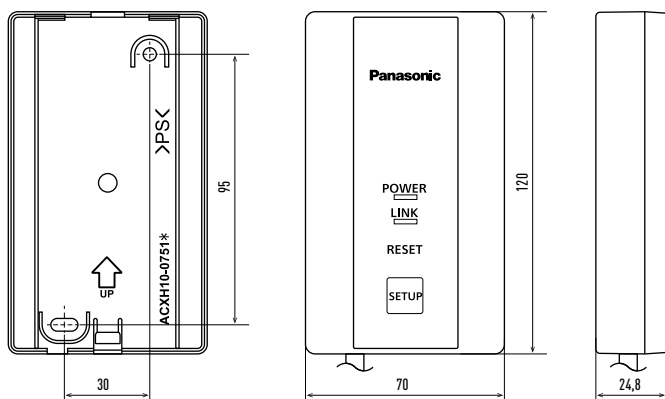 >PS<
95
ACXH10-0751*
UP
30
Panasonic
POWER
LINK
RESET
SETUP
120
70
24,8